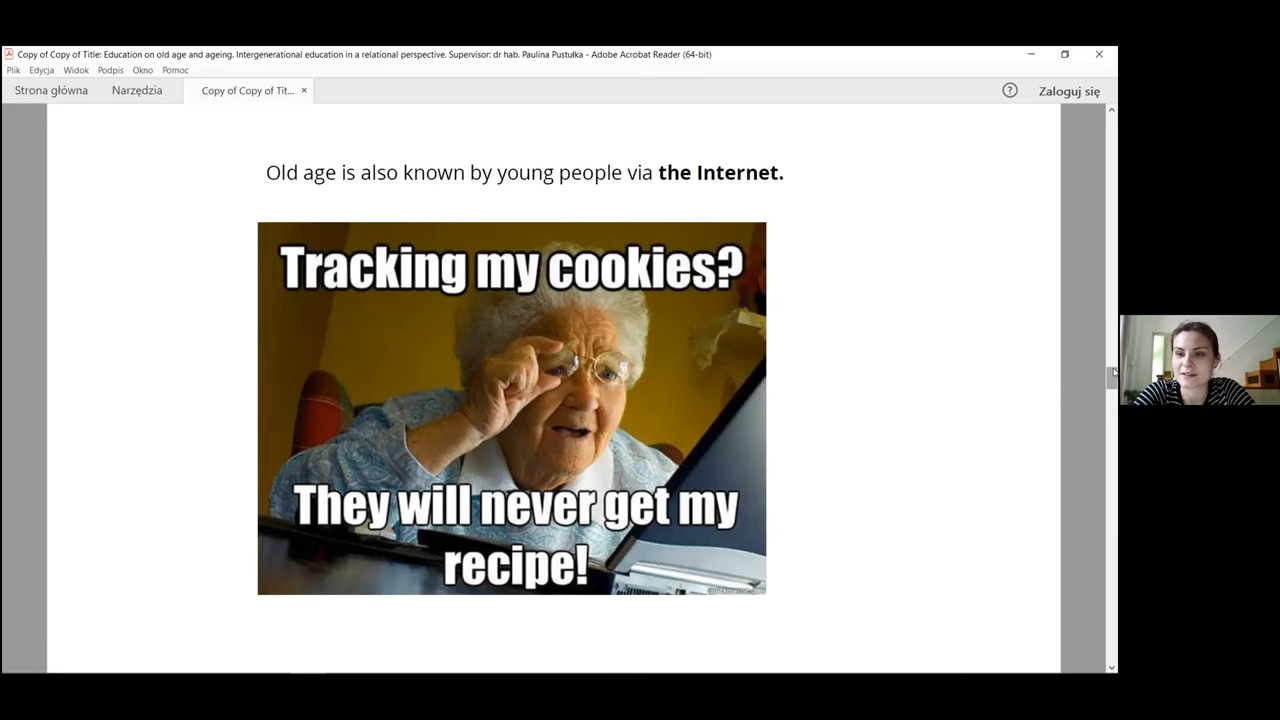 Copy of Copy of Title: Education on old age and ageing. Intergenerational education in a relational perspective. Supervisor: dr hab. Paulina Pustułka - Adobe Acrobat Reader (64-bit)
Plik Edycja Widok Podpis Okno Pomoc
Strona główna Narzędzia Copy of Copy of Tit... × ? Zaloguj się
Old age is also known by young people via the Internet.
Tracking my cookies?
They will never get my
recipe!